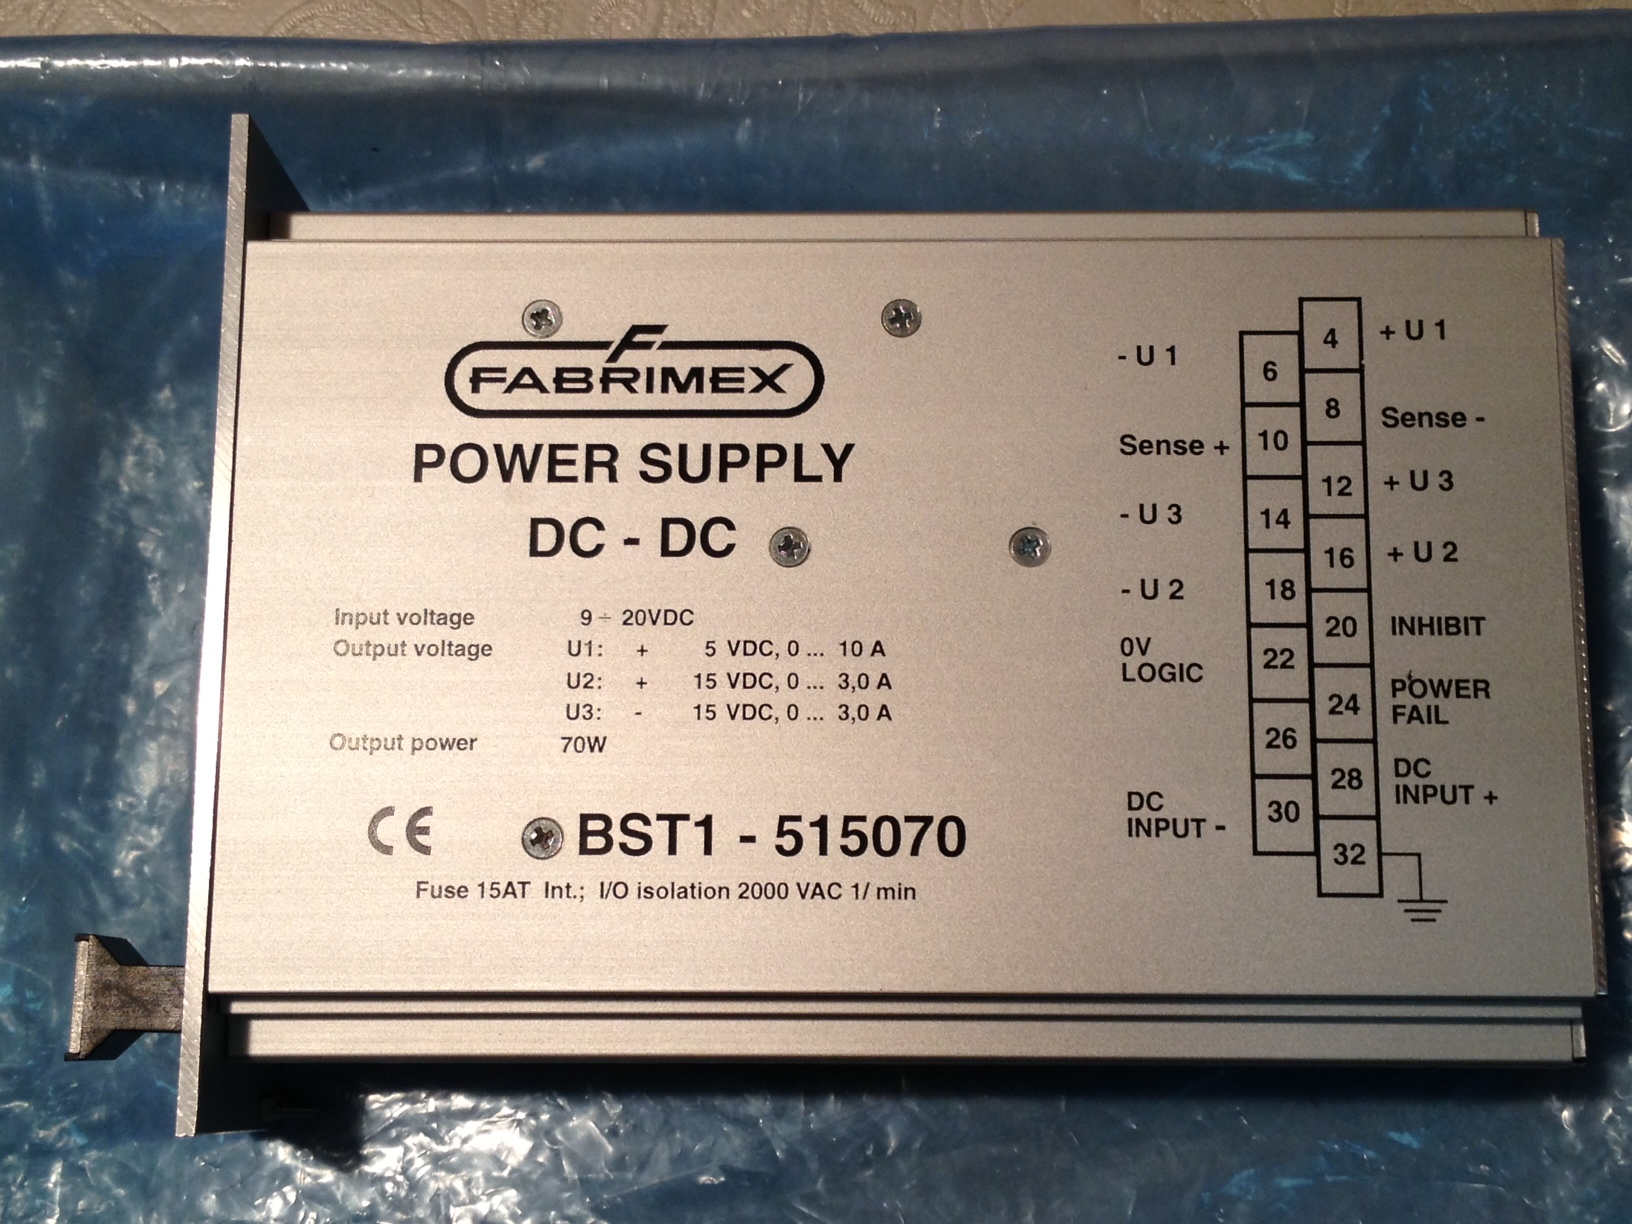 F
FABRIMEX
POWER SUPPLY
DC - DC
Input voltage 9 ÷ 20VDC
Output voltage U1: + 5 VDC, 0 ... 10 A
U2: + 15 VDC, 0 ... 3,0 A
U3: - 15 VDC, 0 ... 3,0 A
Output power 70W
CE BST1 - 515070
Fuse 15AT Int.; I/O isolation 2000 VAC 1/ min
4 + U 1
- U 1 6
8 Sense -
Sense + 10
12 + U 3
- U 3 14
16 + U 2
- U 2 18
20 INHIBIT
0V
LOGIC 22
24 POWER
FAIL
26
28 DC
INPUT +
DC
INPUT - 30
32